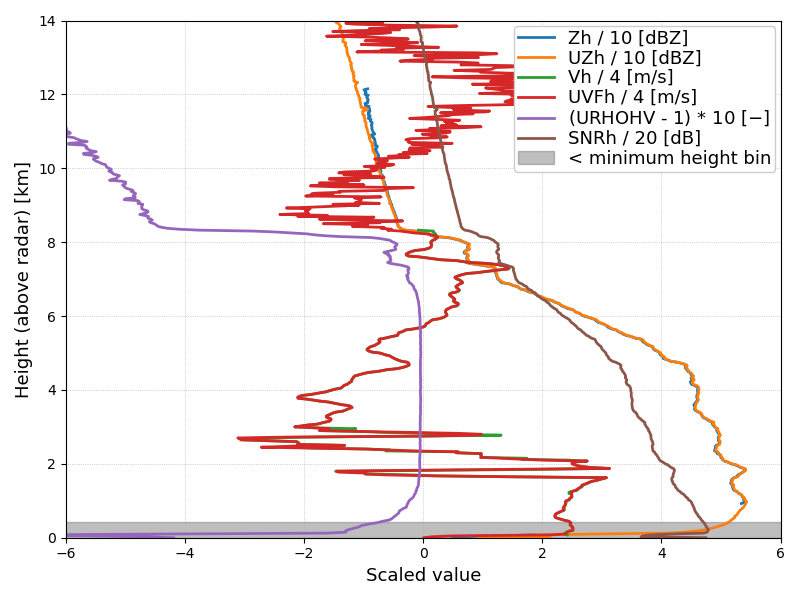 Zh / 10 [dBZ]
UZh / 10 [dBZ]
Vh / 4 [m/s]
UVFh / 4 [m/s]
(URHOHV - 1) * 10 [−]
SNRh / 20 [dB]
< minimum height bin
Height (above radar) [km]
14
12
10
8
6
4
2
0
−6
−4
−2
0
2
4
6
Scaled value